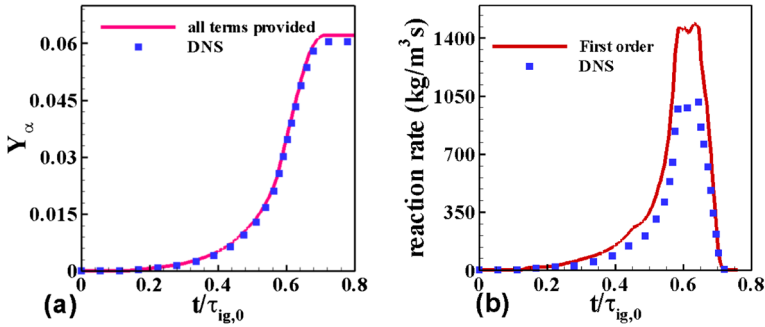 all terms provided
DNS
0.06
0.045
0.03
0.015
0
Yα
0 0.2 0.4 0.6 0.8
t/τig,0
(a)
First order
DNS
1400
1050
700
350
0
reaction rate (kg/m³s)
0 0.2 0.4 0.6 0.8
t/τig,0
(b)